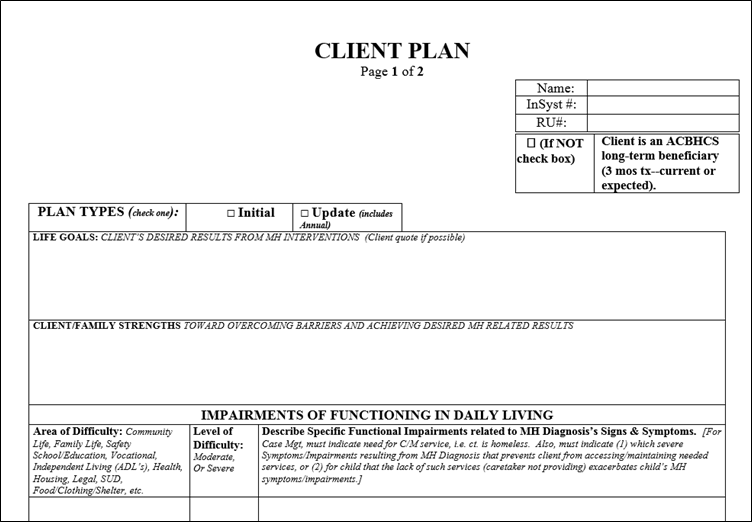 CLIENT PLAN
Page 1 of 2
Name:
InSyst #:
RU#:
☐ (If NOT
check box)
Client is an ACBHCS
long-term beneficiary
(3 mos tx--current or
expected).
PLAN TYPES (check one):
☐ Initial
☐ Update (includes
Annual)
LIFE GOALS: CLIENT'S DESIRED RESULTS FROM MH INTERVENTIONS (Client quote if possible)
CLIENT/FAMILY STRENGTHS TOWARD OVERCOMING BARRIERS AND ACHIEVING DESIRED MH RELATED RESULTS
IMPAIRMENTS OF FUNCTIONING IN DAILY LIVING
Area of Difficulty: Community
Life, Family Life, Safety
School/Education, Vocational,
Independent Living (ADL's), Health,
Housing, Legal, SUD,
Food/Clothing/Shelter, etc.
Level of
Difficulty:
Moderate,
Or Severe
Describe Specific Functional Impairments related to MH Diagnosis's Signs & Symptoms. [For
Case Mgt, must indicate need for C/M service, i.e. ct. is homeless. Also, must indicate (1) which severe
Symptoms/Impairments resulting from MH Diagnosis that prevents client from accessing/maintaining needed
services, or (2) for child that the lack of such services (caretaker not providing) exacerbates child's MH
symptoms/impairments.]